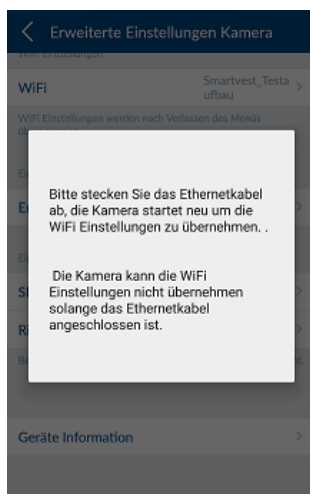 Erweiterte Einstellungen Kamera
WiFi Einstellungen
WiFi
Smartvest_Testa
ufbau
WiFi Einstellungen werden nach Verlassen des Menüs
Bitte stecken Sie das Ethernetkabel
ab, die Kamera startet neu um die
WiFi Einstellungen zu übernehmen. .
Die Kamera kann die WiFi
Einstellungen nicht übernehmen
solange das Ethernetkabel
angeschlossen ist.
Geräte Information